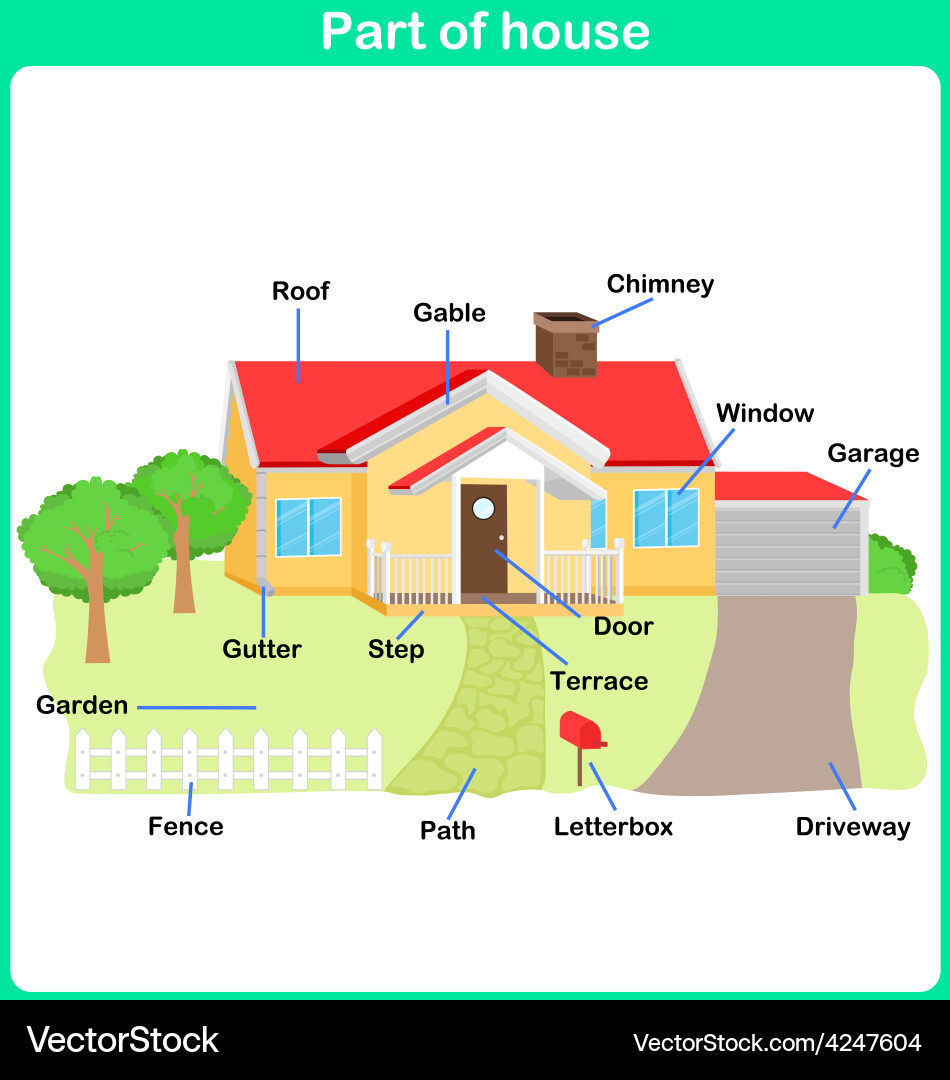 Part of house
Roof
Chimney
Gable
Window
Garage
Door
Gutter
Step
Terrace
Garden
Fence
Path
Letterbox
Driveway
VectorStock
VectorStock.com/4247604